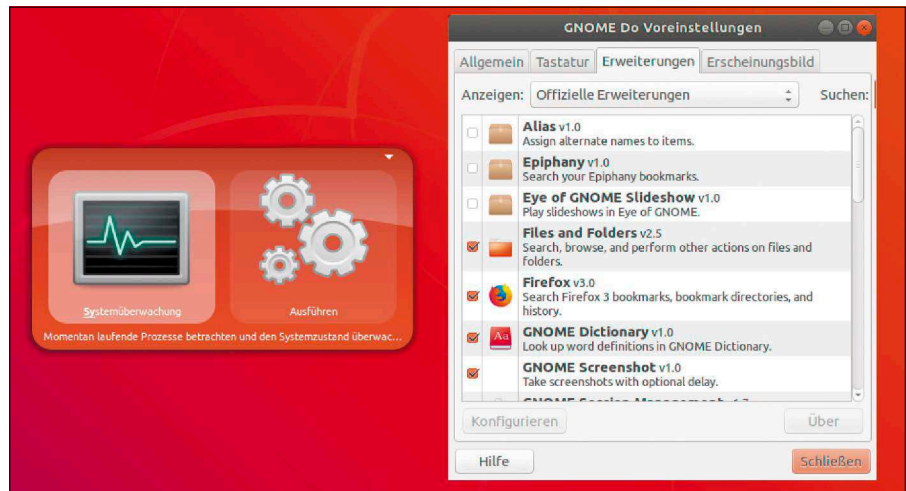 Systemüberwachung
Ausführen
Momentan laufende Prozesse betrachten und den Systemzustand überwac...
GNOME Do Voreinstellungen
Allgemein Tastatur Erweiterungen Erscheinungsbild
Anzeigen: Offizielle Erweiterungen Suchen:
Alias v1.0
Assign alternate names to items.
Epiphany v1.0
Search your Epiphany bookmarks.
Eye of GNOME Slideshow v1.0
Play slideshows in Eye of GNOME.
Files and Folders v2.5
Search, browse, and perform other actions on files and
folders.
Firefox v3.0
Search Firefox 3 bookmarks, bookmark directories, and
history.
Aa
GNOME Dictionary v1.0
Look up word definitions in GNOME Dictionary.
GNOME Screenshot v1.0
Take screenshots with optional delay.
Konfigurieren Über
Hilfe Schließen